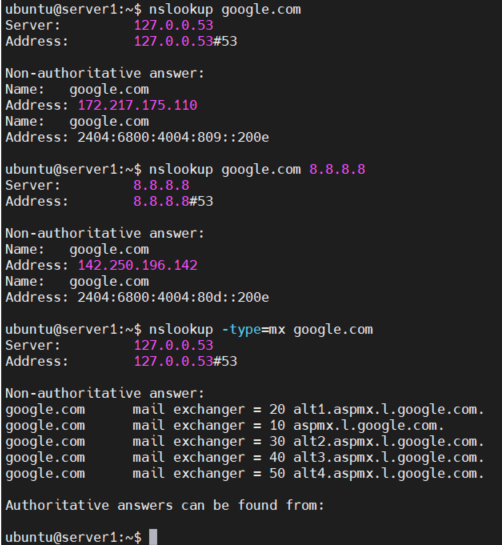 ubuntu@server1:~$ nslookup google.com
Server:         127.0.0.53
Address:        127.0.0.53#53

Non-authoritative answer:
Name:   google.com
Address: 172.217.175.110
Name:   google.com
Address: 2404:6800:4004:809::200e

ubuntu@server1:~$ nslookup google.com 8.8.8.8
Server:         8.8.8.8
Address:        8.8.8.8#53

Non-authoritative answer:
Name:   google.com
Address: 142.250.196.142
Name:   google.com
Address: 2404:6800:4004:80d::200e

ubuntu@server1:~$ nslookup -type=mx google.com
Server:         127.0.0.53
Address:        127.0.0.53#53

Non-authoritative answer:
google.com      mail exchanger = 20 alt1.aspmx.l.google.com.
google.com      mail exchanger = 10 aspmx.l.google.com.
google.com      mail exchanger = 30 alt2.aspmx.l.google.com.
google.com      mail exchanger = 40 alt3.aspmx.l.google.com.
google.com      mail exchanger = 50 alt4.aspmx.l.google.com.

Authoritative answers can be found from:

ubuntu@server1:~$